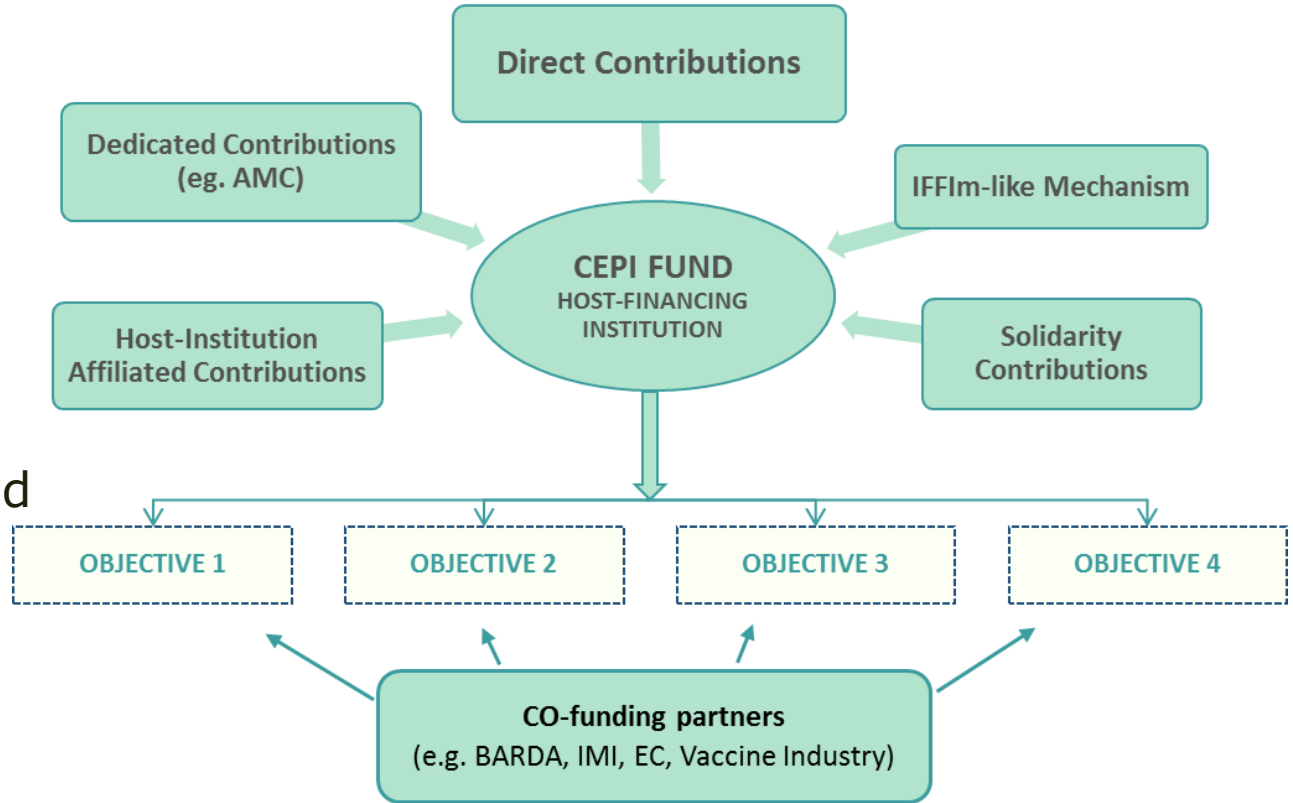 Direct Contributions
Dedicated Contributions
(eg. AMC)
IFFIm-like Mechanism
CEPI FUND
HOST-FINANCING
INSTITUTION
Host-Institution
Affiliated Contributions
Solidarity
Contributions
d
OBJECTIVE 1
OBJECTIVE 2
OBJECTIVE 3
OBJECTIVE 4
CO-funding partners
(e.g. BARDA, IMI, EC, Vaccine Industry)